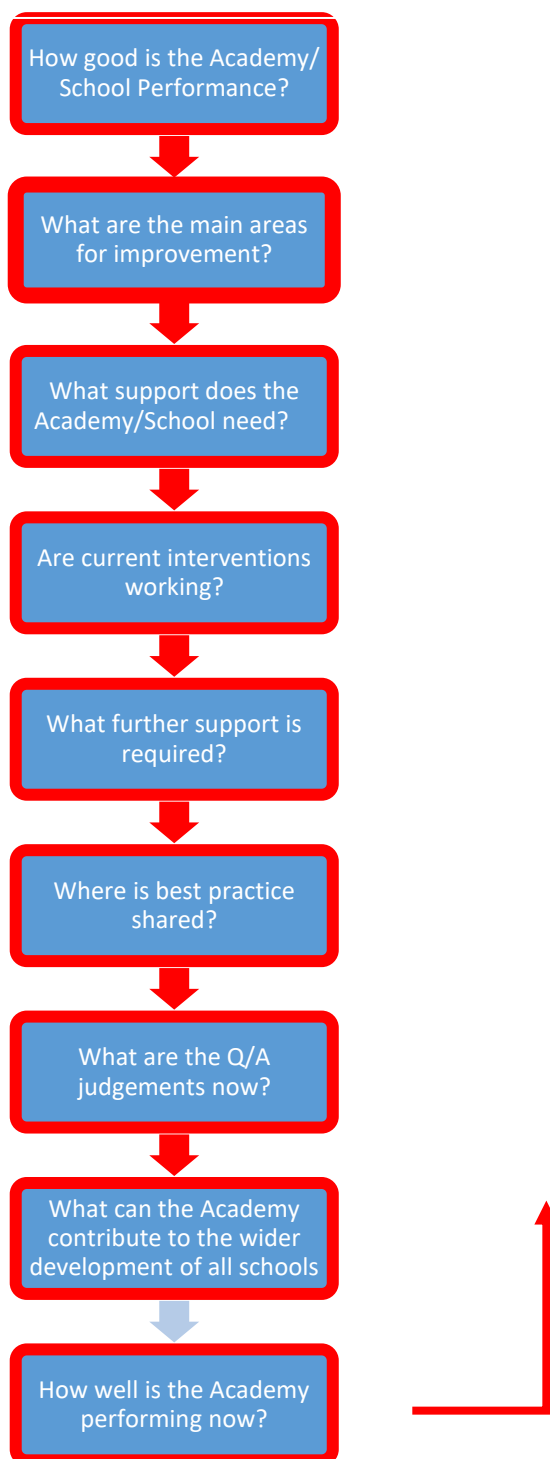 How good is the Academy/
School Performance?
What are the main areas
for improvement?
What support does the
Academy/School need?
Are current interventions
working?
What further support is
required?
Where is best practice
shared?
What are the Q/A
judgements now?
What can the Academy
contribute to the wider
development of all schools
How well is the Academy
performing now?